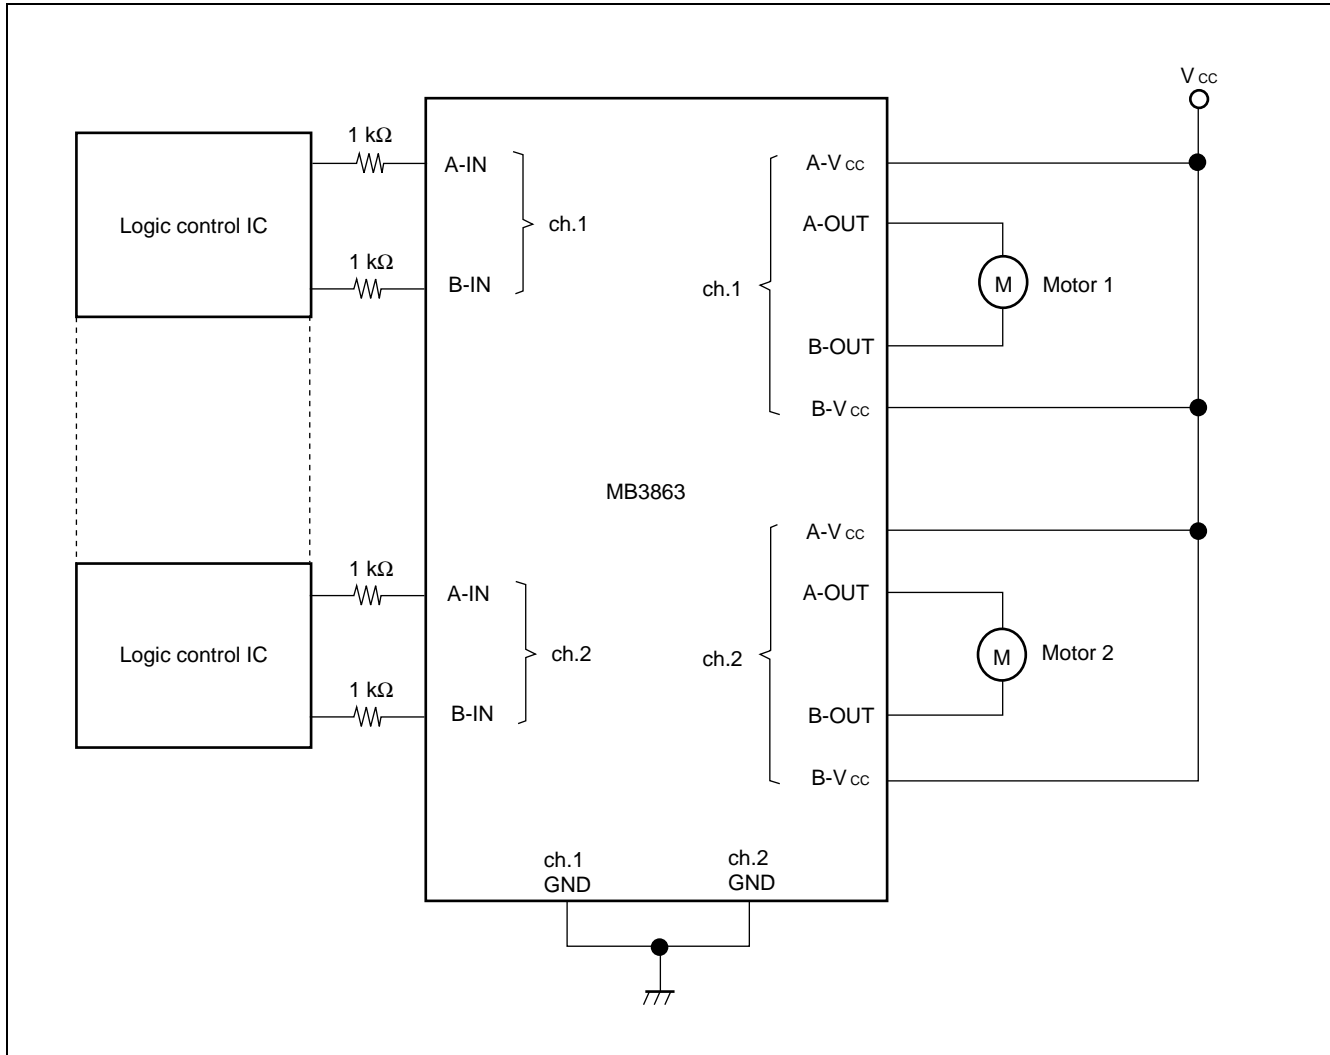 V CC
1 kΩ
A-IN
Logic control IC
ch.1
1 kΩ
B-IN
A-V CC
A-OUT
ch.1
M
Motor 1
B-OUT
B-V CC
MB3863
1 kΩ
A-IN
Logic control IC
ch.2
1 kΩ
B-IN
A-V CC
A-OUT
ch.2
M
Motor 2
B-OUT
B-V CC
ch.1
GND
ch.2
GND